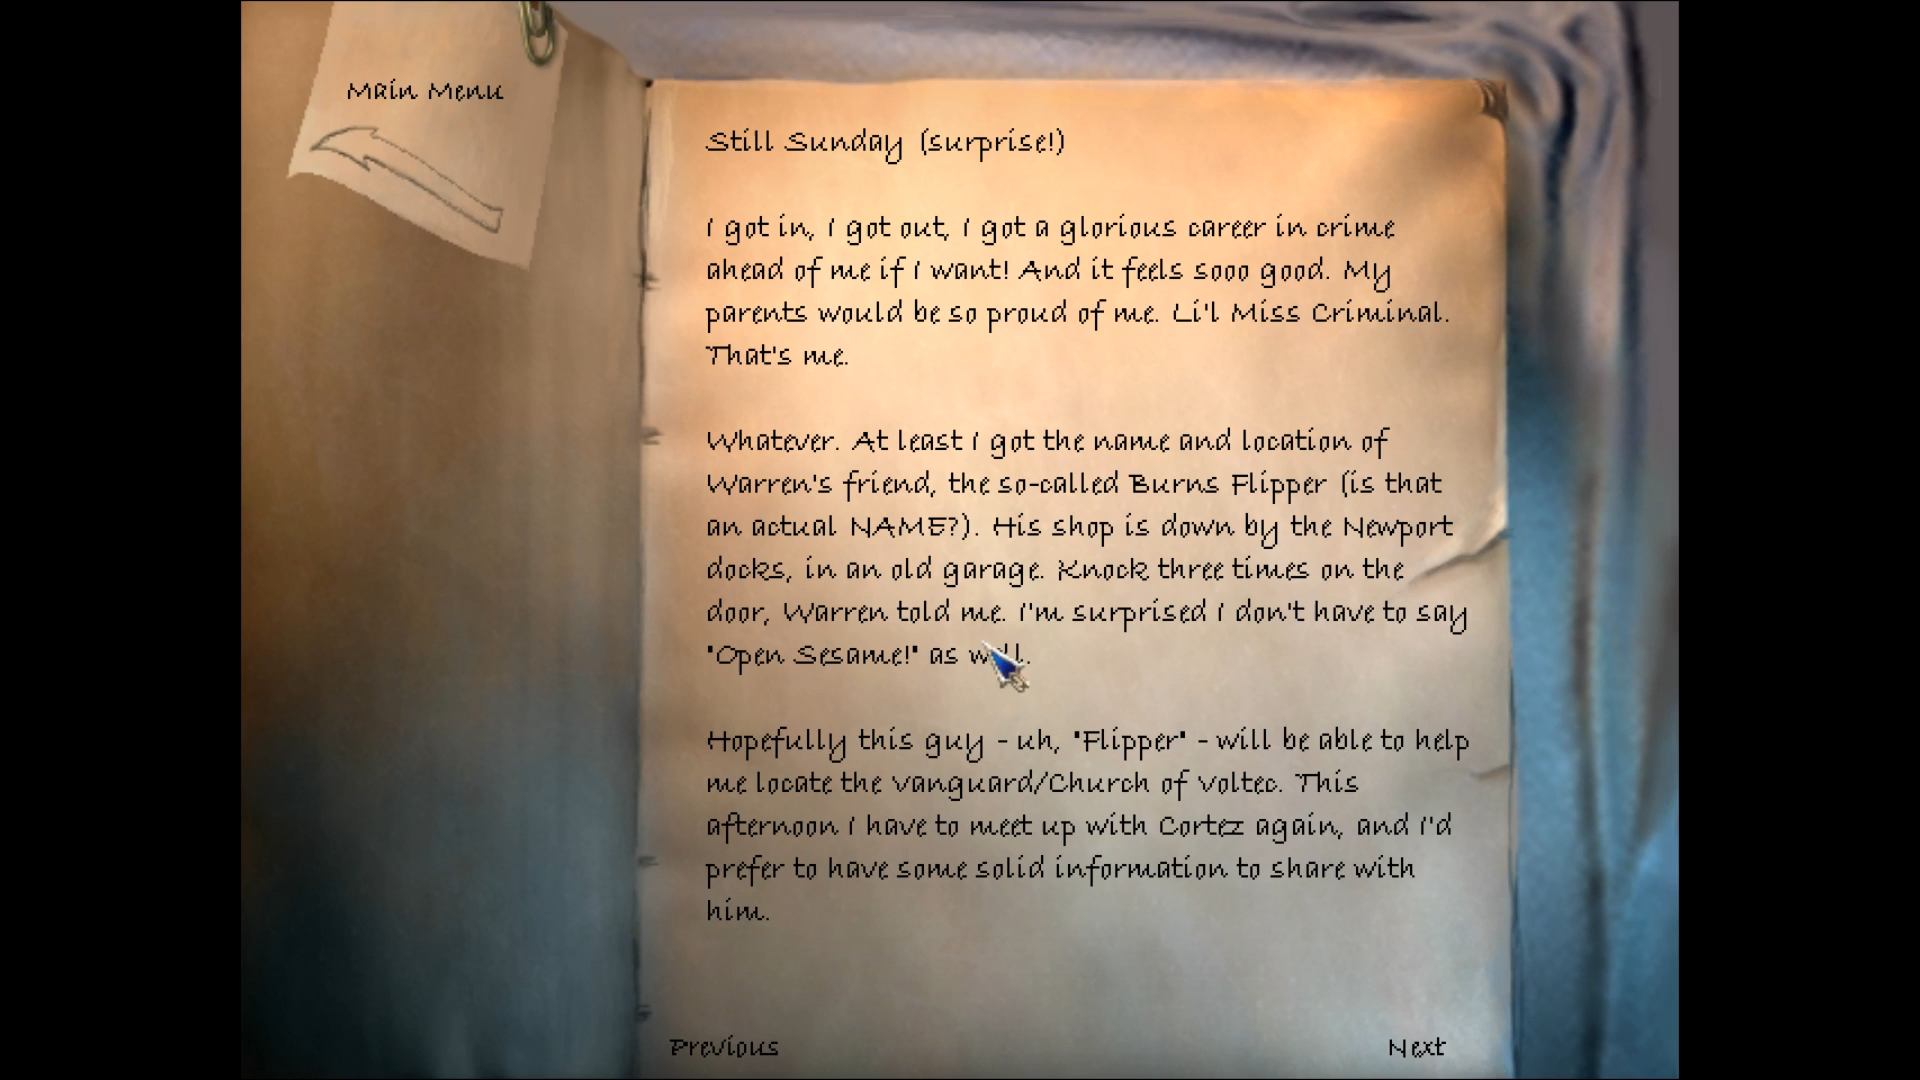 Main Menu
Still Sunday (surprise!)
I got in, I got out, I got a glorious career in crime
ahead of me if I want! And it feels sooo good. My
parents would be so proud of me. Li'l Miss Criminal.
That's me.
Whatever. At least I got the name and location of
Warren's friend, the so-called Burns Flipper (is that
an actual NAME?). His shop is down by the Newport
docks, in an old garage. Knock three times on the
door, Warren told me. I'm surprised I don't have to say
"Open Sesame!" as well.
Hopefully this guy - uh, "Flipper" - will be able to help
me locate the Vanguard/Church of Voltec. This
afternoon I have to meet up with Cortez again, and I'd
prefer to have some solid information to share with
him.
Previous
Next